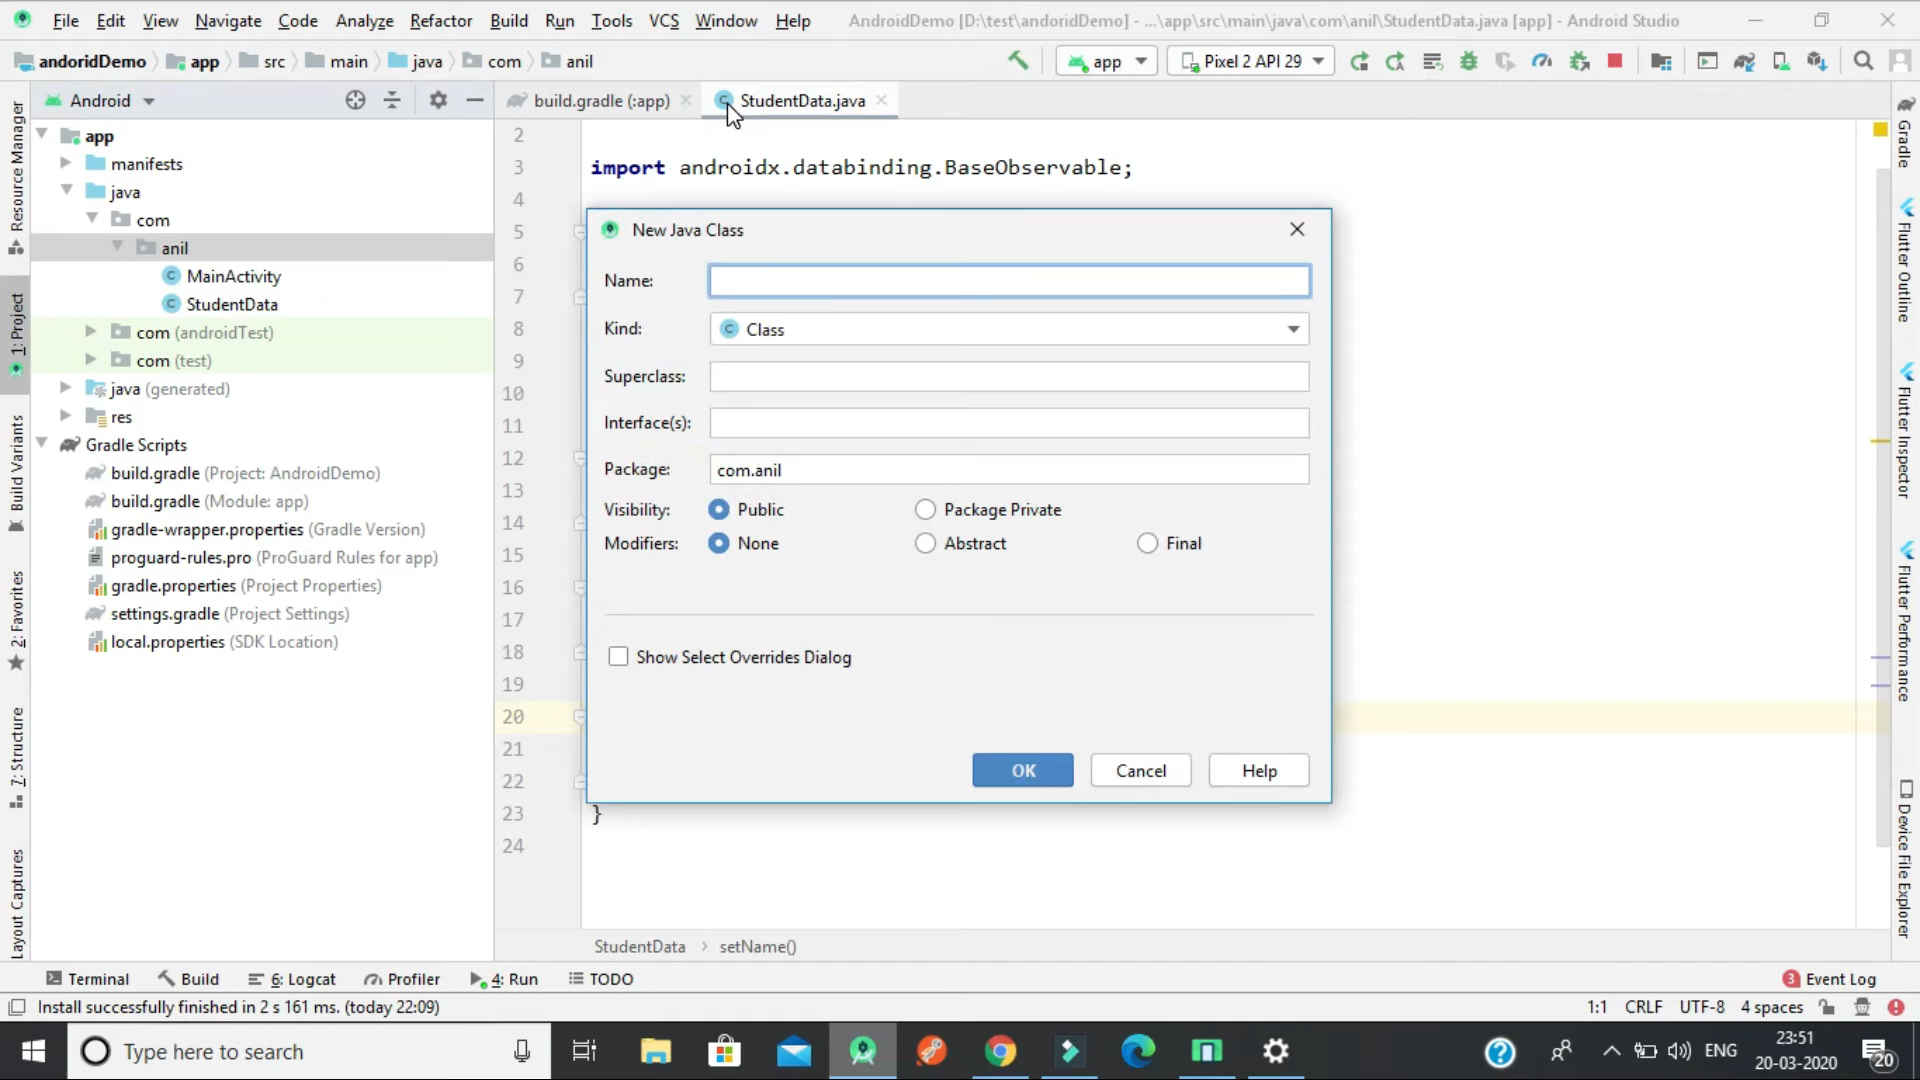 File Edit View Navigate Code Analyze Refactor Build Run Tools VCS Window Help AndroidDemo [D:\test\andoridDemo] - ...\app\src\main\java\com\anil\StudentData.java [app] - Android Studio
andoridDemo app src main java com anil app Pixel 2 API 29
Android build.gradle (:app) StudentData.java
Resource Manager
1: Project
Build Variants
2: Favorites
7: Structure
Layout Captures
app
manifests
java
com
anil
MainActivity
StudentData
com (androidTest)
com (test)
java (generated)
res
Gradle Scripts
build.gradle (Project: AndroidDemo)
build.gradle (Module: app)
gradle-wrapper.properties (Gradle Version)
proguard-rules.pro (ProGuard Rules for app)
gradle.properties (Project Properties)
settings.gradle (Project Settings)
local.properties (SDK Location)
2
3 import androidx.databinding.BaseObservable;
4
5
6
7
8
9
10
11
12
13
14
15
16
17
18
19
20
21
22
23 }
24
New Java Class
Name:
Kind: C Class
Superclass:
Interface(s):
Package: com.anil
Visibility: Public Package Private
Modifiers: None Abstract Final
Show Select Overrides Dialog
OK Cancel Help
StudentData setName()
Gradle
Flutter Outline
Flutter Inspector
Flutter Performance
Device File Explorer
Terminal Build 6: Logcat Profiler 4: Run TODO 3 Event Log
Install successfully finished in 2 s 161 ms. (today 22:09) 1:1 CRLF UTF-8 4 spaces
Type here to search ENG 23:51
20-03-2020 20